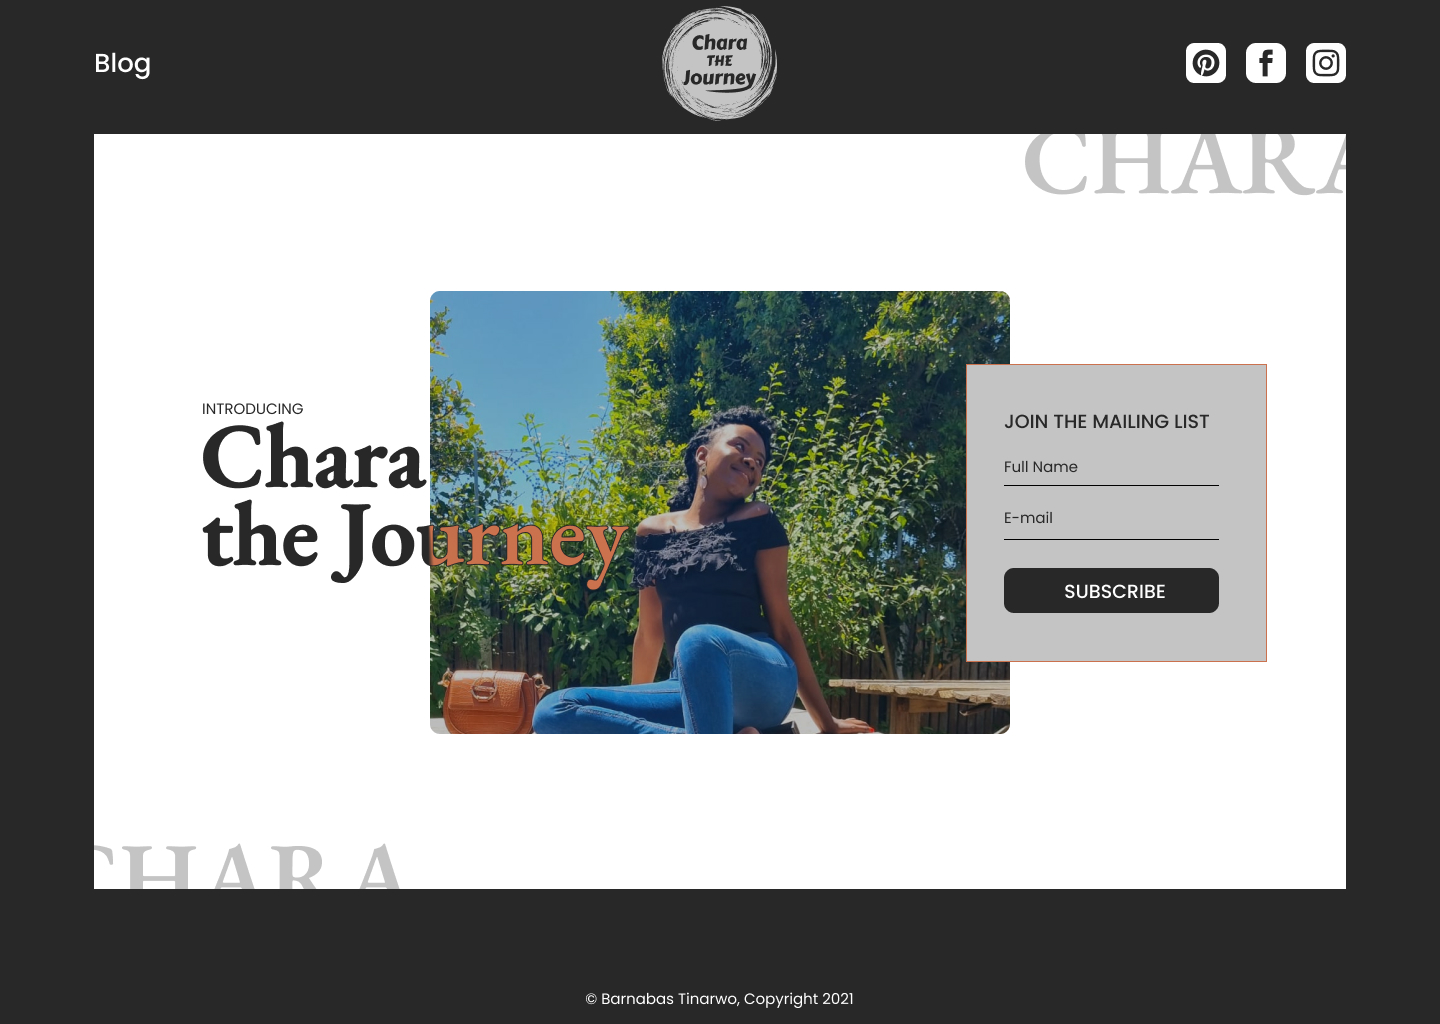 Blog
Chara
THE
Journey
CHARA
INTRODUCING
Chara
the Journey
JOIN THE MAILING LIST
Full Name
E-mail
SUBSCRIBE
CHARA
© Barnabas Tinarwo, Copyright 2021